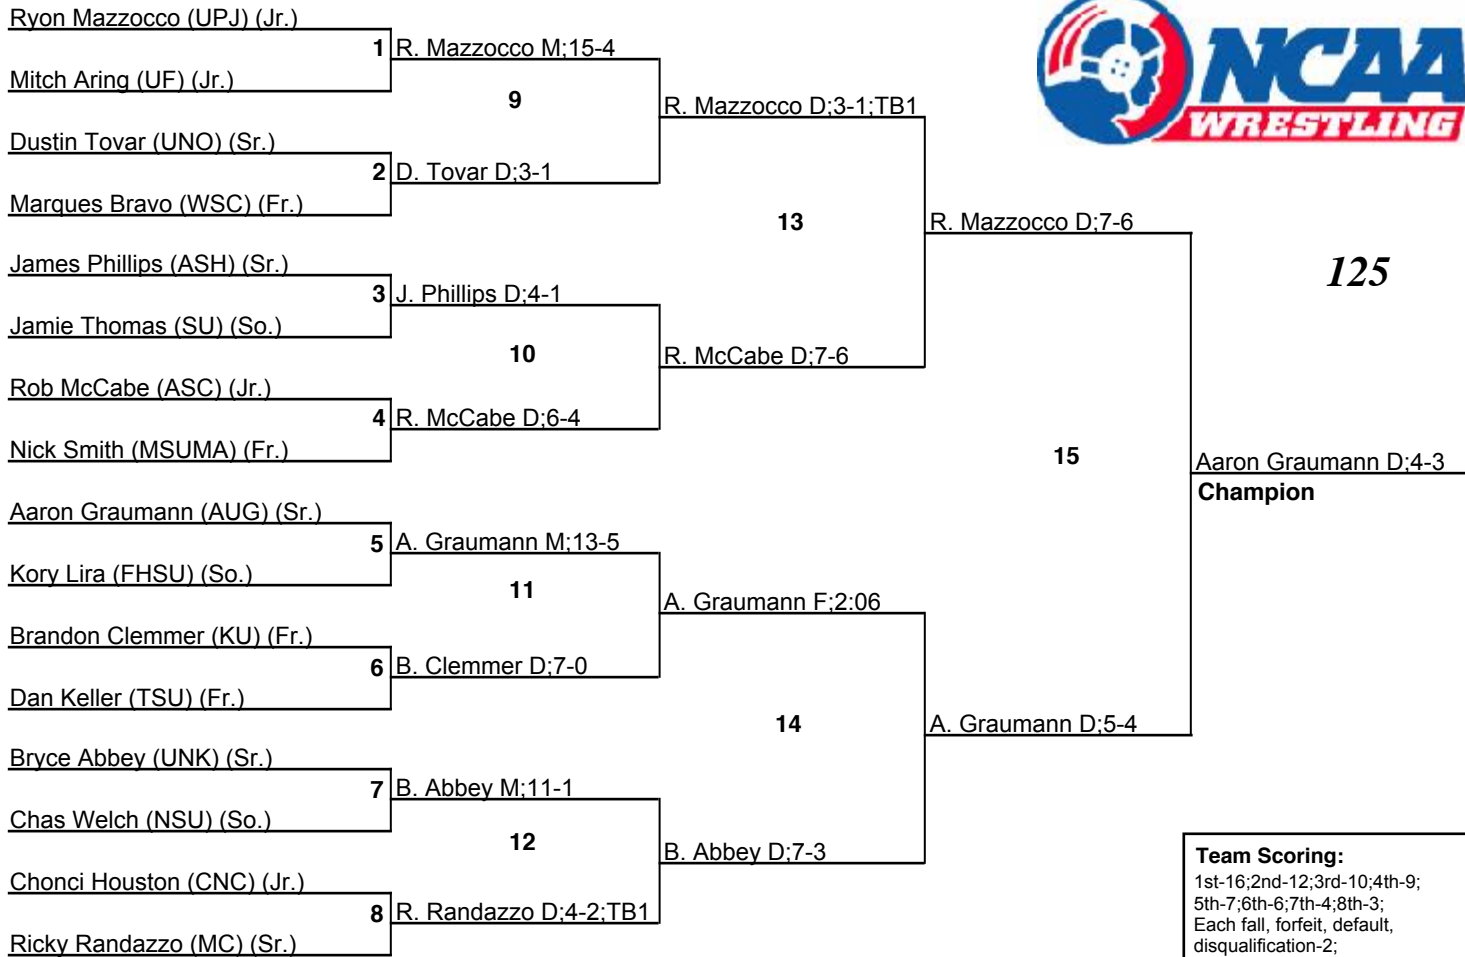 Ryon Mazzocco (UPJ) (Jr.)
1 R. Mazzocco M;15-4
Mitch Aring (UF) (Jr.)
9
R. Mazzocco D;3-1;TB1
Dustin Tovar (UNO) (Sr.)
2 D. Tovar D;3-1
Marques Bravo (WSC) (Fr.)
13
R. Mazzocco D;7-6
James Phillips (ASH) (Sr.)
3 J. Phillips D;4-1
Jamie Thomas (SU) (So.)
10
R. McCabe D;7-6
Rob McCabe (ASC) (Jr.)
4 R. McCabe D;6-4
Nick Smith (MSUMA) (Fr.)
15
Aaron Graumann D;4-3
Champion
Aaron Graumann (AUG) (Sr.)
5 A. Graumann M;13-5
Kory Lira (FHSU) (So.)
11
A. Graumann F;2:06
Brandon Clemmer (KU) (Fr.)
6 B. Clemmer D;7-0
Dan Keller (TSU) (Fr.)
14
A. Graumann D;5-4
Bryce Abbey (UNK) (Sr.)
7 B. Abbey M;11-1
Chas Welch (NSU) (So.)
12
B. Abbey D;7-3
Chonci Houston (CNC) (Jr.)
8 R. Randazzo D;4-2;TB1
Ricky Randazzo (MC) (Sr.)
NCAA
WRESTLING
125
Team Scoring:
1st-16;2nd-12;3rd-10;4th-9;
5th-7;6th-6;7th-4;8th-3;
Each fall, forfeit, default,
disqualification-2;